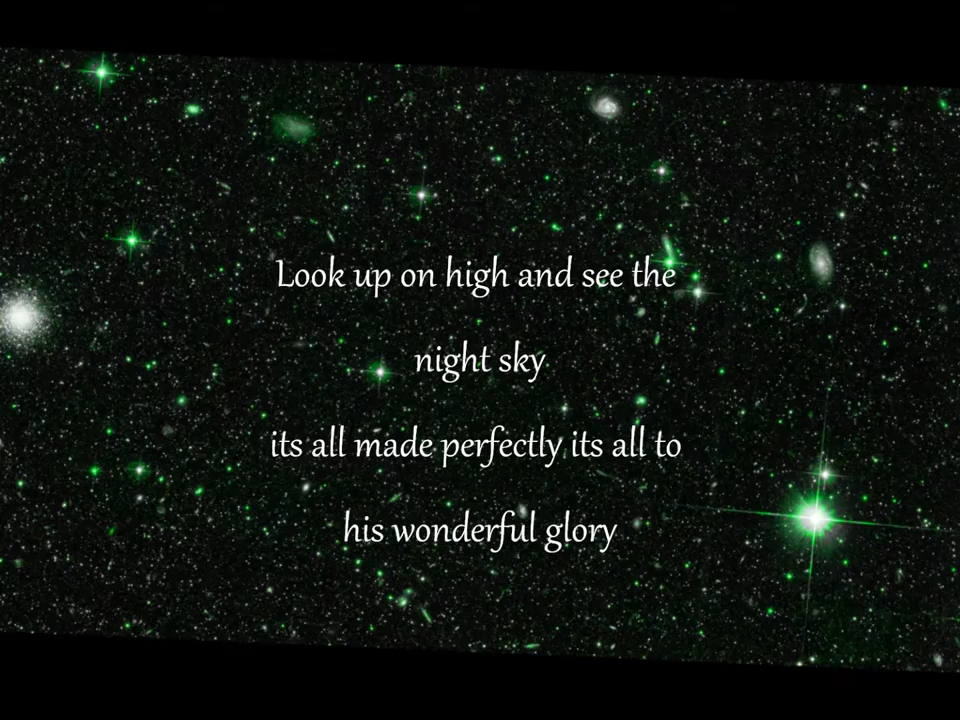 Look up on high and see the
night sky
its all made perfectly its all to
his wonderful glory